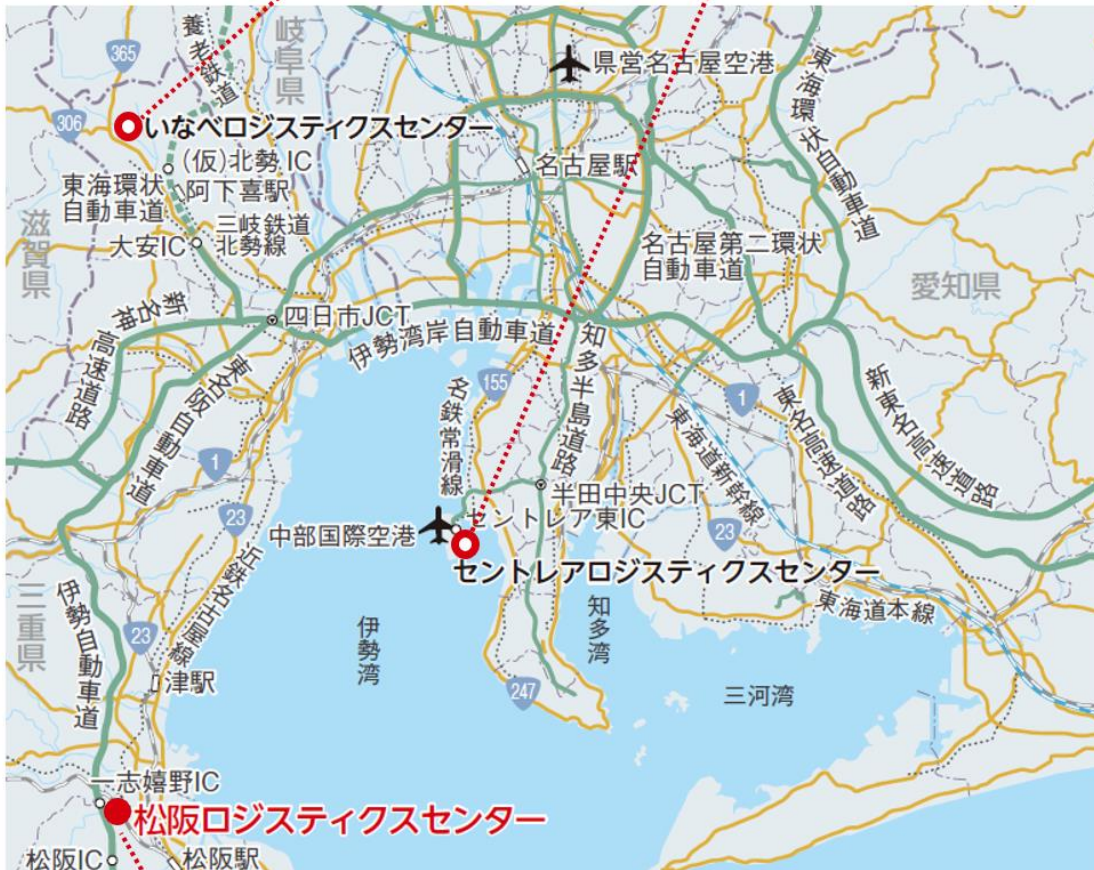 養老鉄道
岐阜県
365
県営名古屋空港
東海環状自動車道
306
いなベロジスティクスセンター
(仮)北勢IC
名古屋駅
東海環状
自動車道
阿下喜駅
三岐鉄道
北勢線
滋賀県
大安IC
名古屋第二環状
自動車道
愛知県
新名神
高速道路
四日市JCT
伊勢湾岸自動車道
知多半島道路
東名阪自動車道
155
名鉄常滑線
1
東海道新幹線
東名高速道路
新東名高速道路
1
23
半田中央JCT
セントレア東IC
中部国際空港
23
セントレアロジスティクスセンター
近鉄名古屋線
三重県
伊勢自動車道
23
伊勢湾
知多湾
東海道本線
津駅
247
三河湾
一志嬉野IC
松阪ロジスティクスセンター
松阪IC
松阪駅